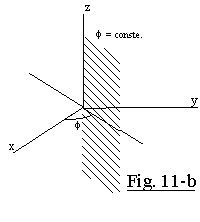 z
ϕ = conste.
y
x
ϕ
Fig. 11-b